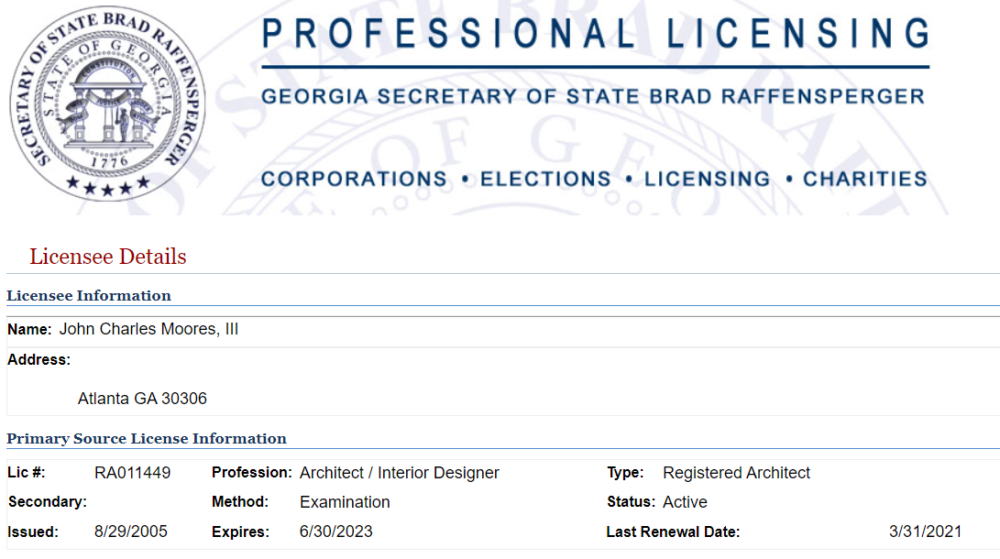 SECRETARY OF STATE BRAD RAFFENSPERGER
STATE OF GEORGIA
CONSTITUTION
1776
PROFESSIONAL LICENSING
GEORGIA SECRETARY OF STATE BRAD RAFFENSPERGER
CORPORATIONS • ELECTIONS • LICENSING • CHARITIES
Licensee Details
Licensee Information
Name: John Charles Moores, III
Address:
Atlanta GA 30306
Primary Source License Information
Lic #: RA011449 Profession: Architect / Interior Designer Type: Registered Architect
Secondary: Method: Examination Status: Active
Issued: 8/29/2005 Expires: 6/30/2023 Last Renewal Date: 3/31/2021